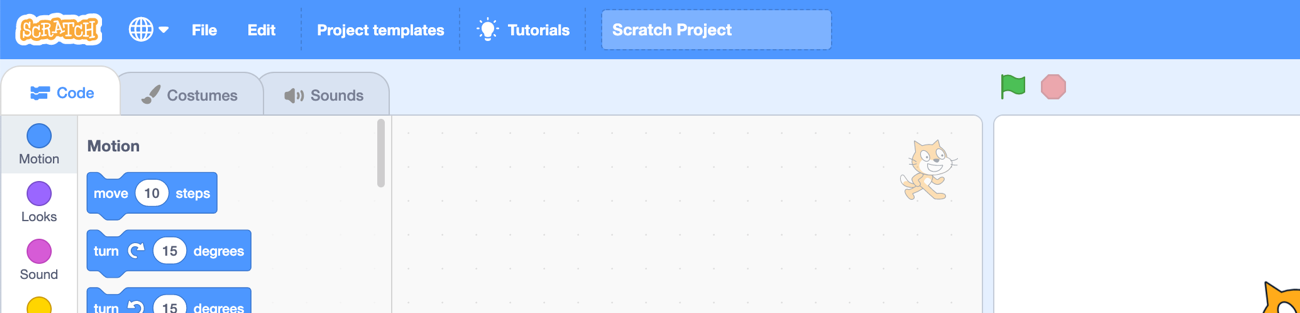 SCRATCH File Edit Project templates Tutorials Scratch Project
Code Costumes Sounds
Motion
Motion
move 10 steps
Looks
turn 15 degrees
Sound
turn 15 degrees